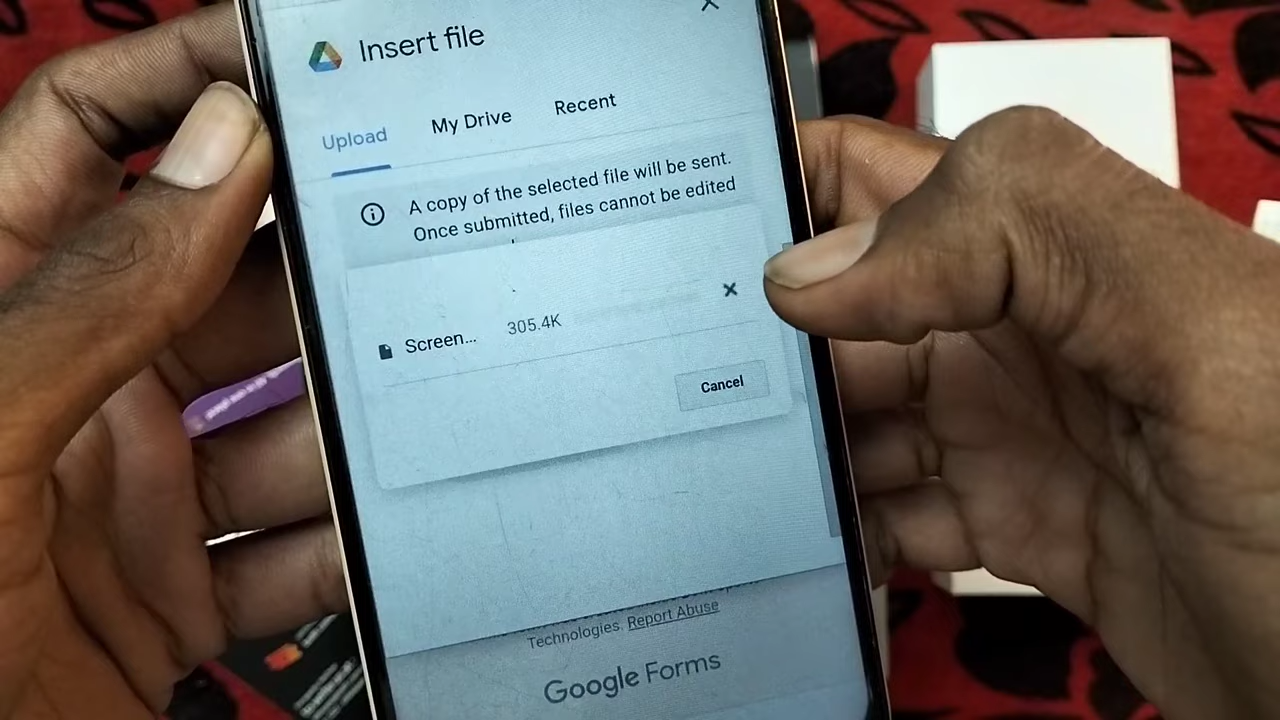 Insert file
Upload
My Drive
Recent
A copy of the selected file will be sent.
Once submitted, files cannot be edited
Screen...
305.4K
Cancel
Technologies. Report Abuse
Google Forms